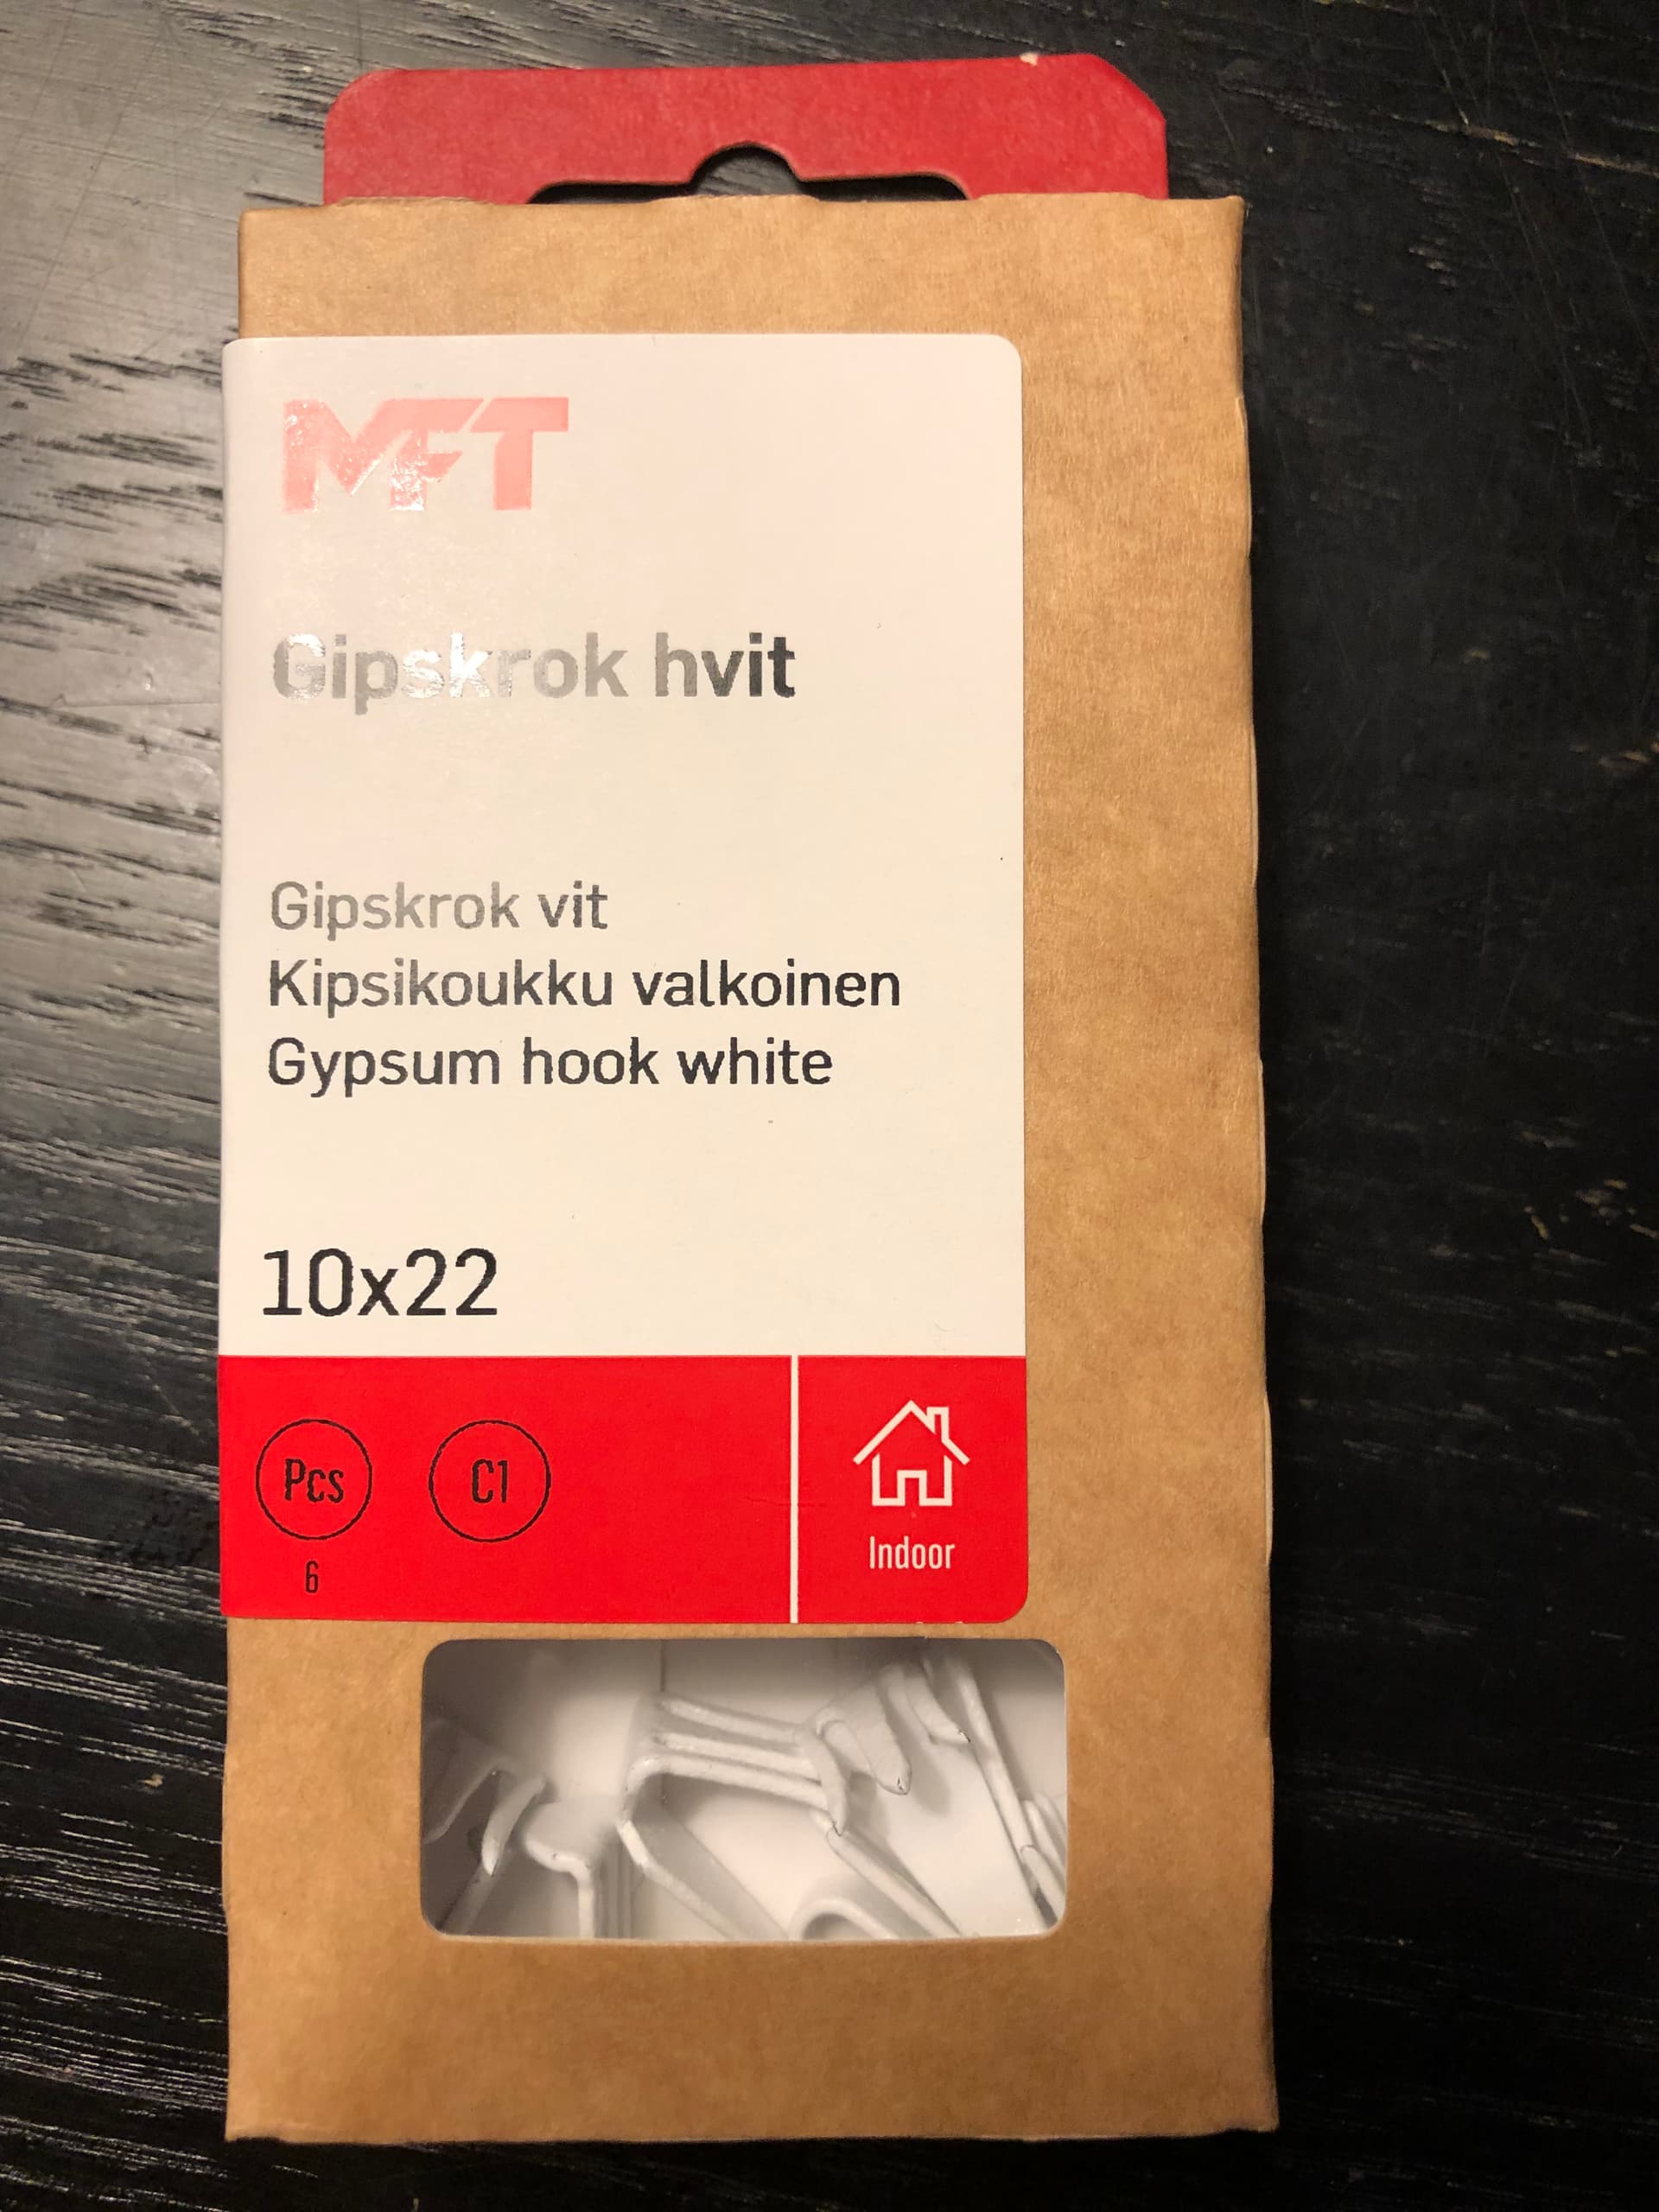 MFT
Gipskrok hvit
Gipskrok vit
Kipsikoukku valkoinen
Gypsum hook white
10x22
Pcs C1
6
Indoor